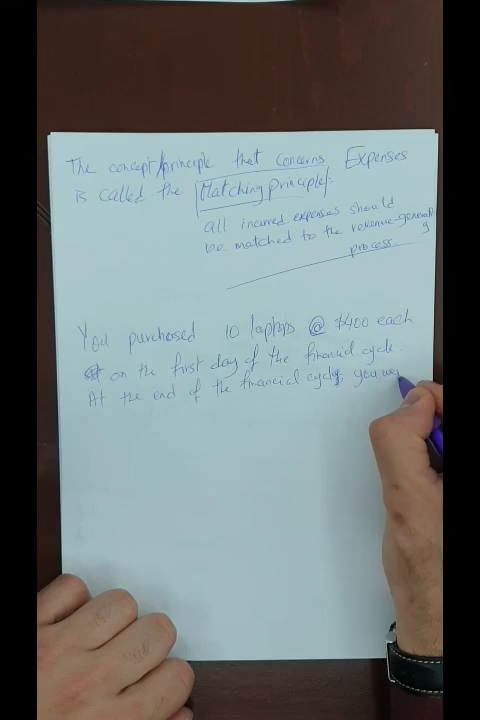 The concept/principle that concerns Expenses
is called the Matching principle.
all incurred expenses should
be matched to the revenue-generating
process.
You purchased 10 laptops @ $400 each
on the first day of the financial cycle.
At the end of the financial cycle, you